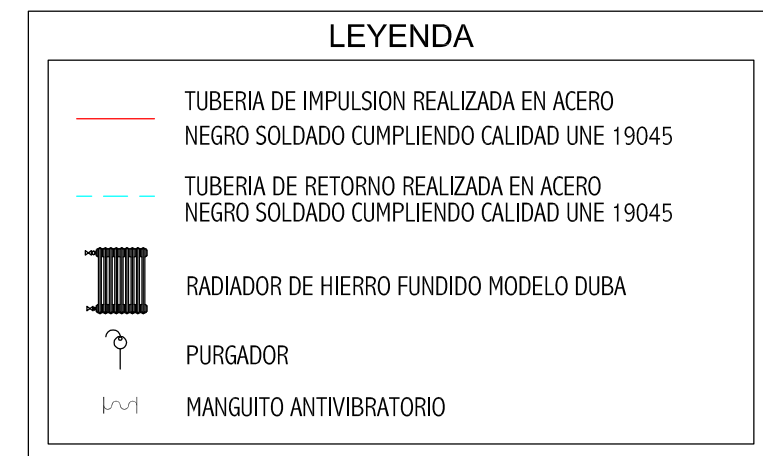 LEYENDA
TUBERIA DE IMPULSION REALIZADA EN ACERO
NEGRO SOLDADO CUMPLIENDO CALIDAD UNE 19045
TUBERIA DE RETORNO REALIZADA EN ACERO
NEGRO SOLDADO CUMPLIENDO CALIDAD UNE 19045
RADIADOR DE HIERRO FUNDIDO MODELO DUBA
PURGADOR
MANGUITO ANTIVIBRATORIO